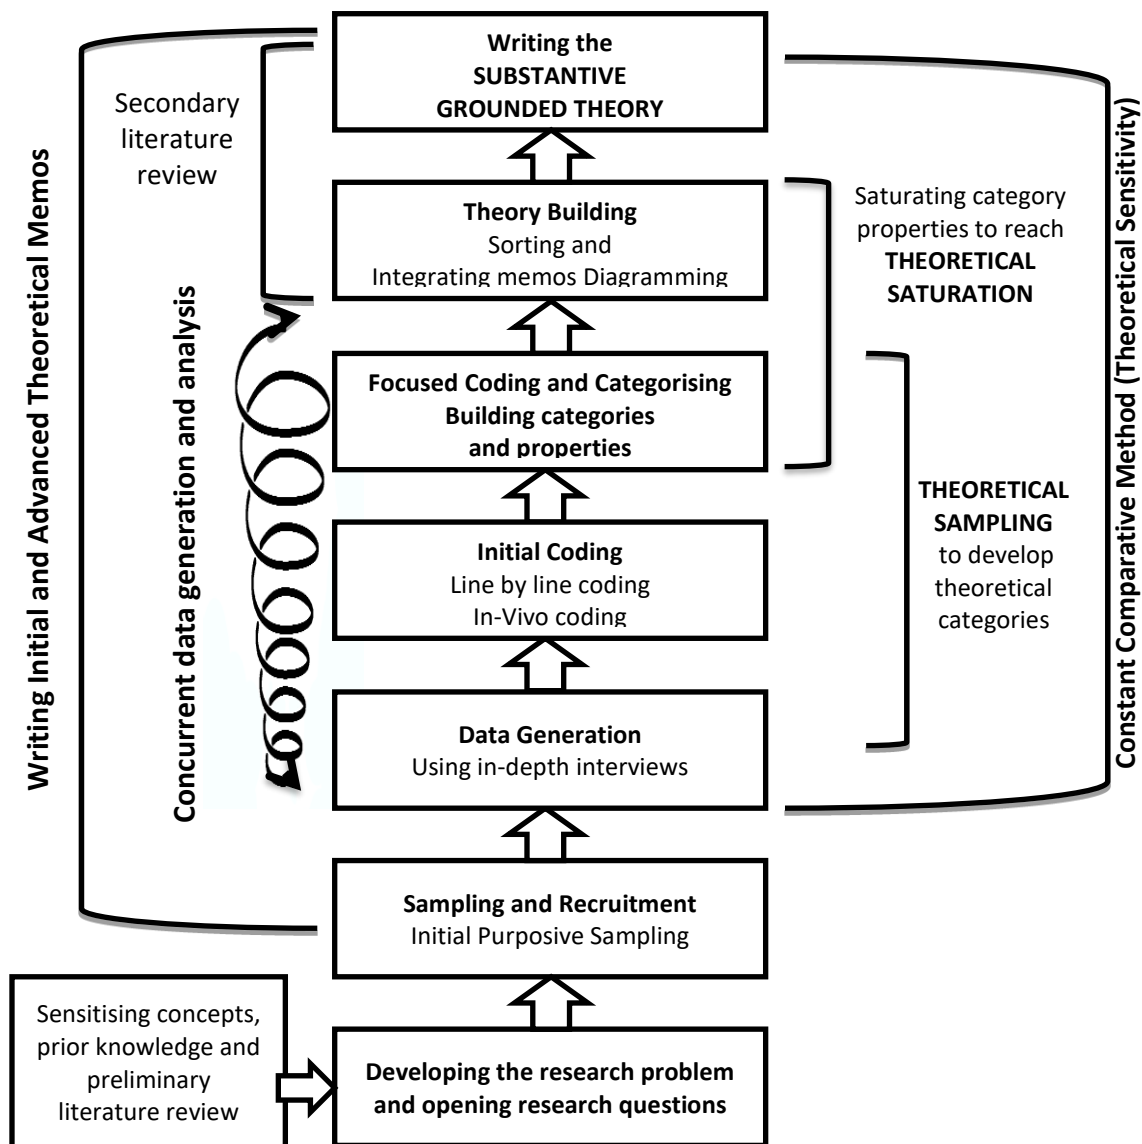 Writing the
SUBSTANTIVE
GROUNDED THEORY
Secondary
literature
review
Theory Building
Sorting and
Integrating memos Diagramming
Saturating category
properties to reach
THEORETICAL
SATURATION
Writing Initial and Advanced Theoretical Memos
Concurrent data generation and analysis
Constant Comparative Method (Theoretical Sensitivity)
Focused Coding and Categorising
Building categories
and properties
THEORETICAL
SAMPLING
to develop
theoretical
categories
Initial Coding
Line by line coding
In-Vivo coding
Data Generation
Using in-depth interviews
Sampling and Recruitment
Initial Purposive Sampling
Sensitising concepts,
prior knowledge and
preliminary
literature review
Developing the research problem
and opening research questions